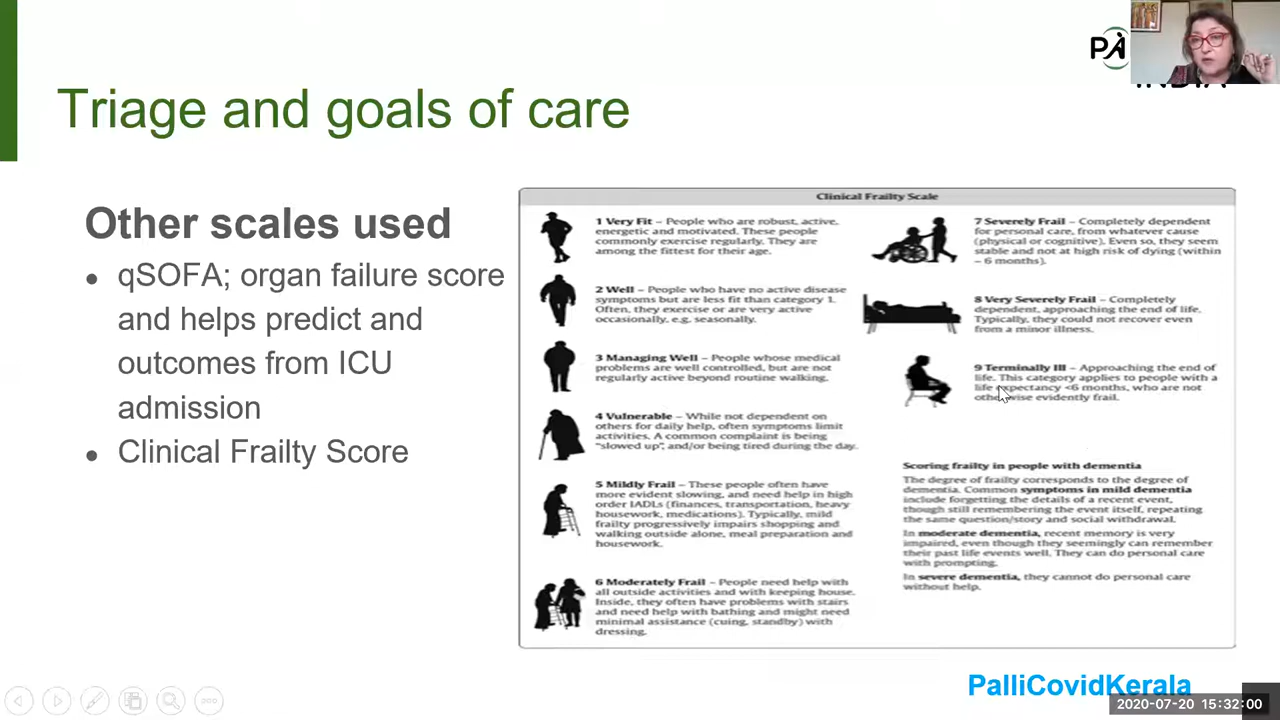 PA
INDIA
Triage and goals of care
Other scales used
qSOFA; organ failure score
and helps predict and
outcomes from ICU
admission
Clinical Frailty Score
Clinical Frailty Scale
1 Very Fit – People who are robust, active,
energetic and motivated. These people
commonly exercise regularly. They are
among the fittest for their age.
2 Well – People who have no active disease
symptoms but are less fit than category 1.
Often, they exercise or are very active
occasionally, e.g. seasonally.
3 Managing Well – People whose medical
problems are well controlled, but are not
regularly active beyond routine walking.
4 Vulnerable – While not dependent on
others for daily help, often symptoms limit
activities. A common complaint is being
"slowed up", and/or being tired during the day.
5 Mildly Frail – These people often have
more evident slowing, and need help in high
order IADLs (finances, transportation, heavy
housework, medications). Typically, mild
frailty progressively impairs shopping and
walking outside alone, meal preparation and
housework.
6 Moderately Frail – People need help with
all outside activities and with keeping house.
Inside, they often have problems with stairs
and need help with bathing and might need
minimal assistance (cuing, standby) with
dressing.
7 Severely Frail – Completely dependent
for personal care, from whatever cause
(physical or cognitive). Even so, they seem
stable and not at high risk of dying (within
~ 6 months).
8 Very Severely Frail – Completely
dependent, approaching the end of life.
Typically, they could not recover even
from a minor illness.
9 Terminally Ill – Approaching the end of
life. This category applies to people with a
life expectancy <6 months, who are not
otherwise evidently frail.
Scoring frailty in people with dementia
The degree of frailty corresponds to the degree of
dementia. Common symptoms in mild dementia
include forgetting the details of a recent event,
though still remembering the event itself, repeating
the same question/story and social withdrawal.
In moderate dementia, recent memory is very
impaired, even though they seemingly can remember
their past life events well. They can do personal care
with prompting.
In severe dementia, they cannot do personal care
without help.
PalliCovidKerala
2020-07-20 15:32:00